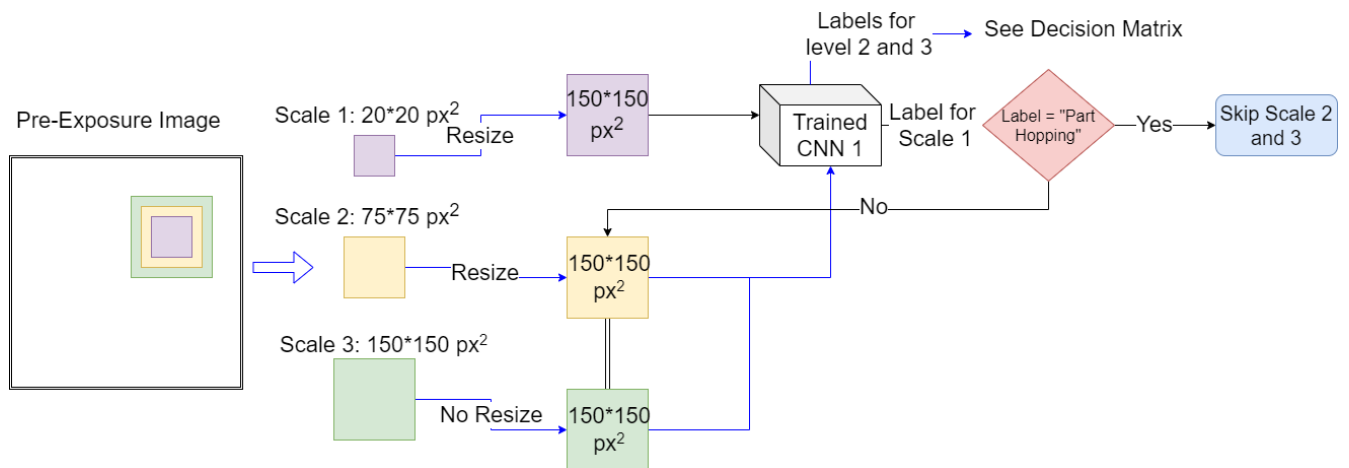 Labels for
level 2 and 3
See Decision Matrix
Pre-Exposure Image
Scale 1: 20*20 px²
Resize
150*150
px²
Trained
CNN 1
Label for
Scale 1
Label = "Part
Hopping"
Yes
Skip Scale 2
and 3
No
Scale 2: 75*75 px²
Resize
150*150
px²
Scale 3: 150*150 px²
No Resize
150*150
px²